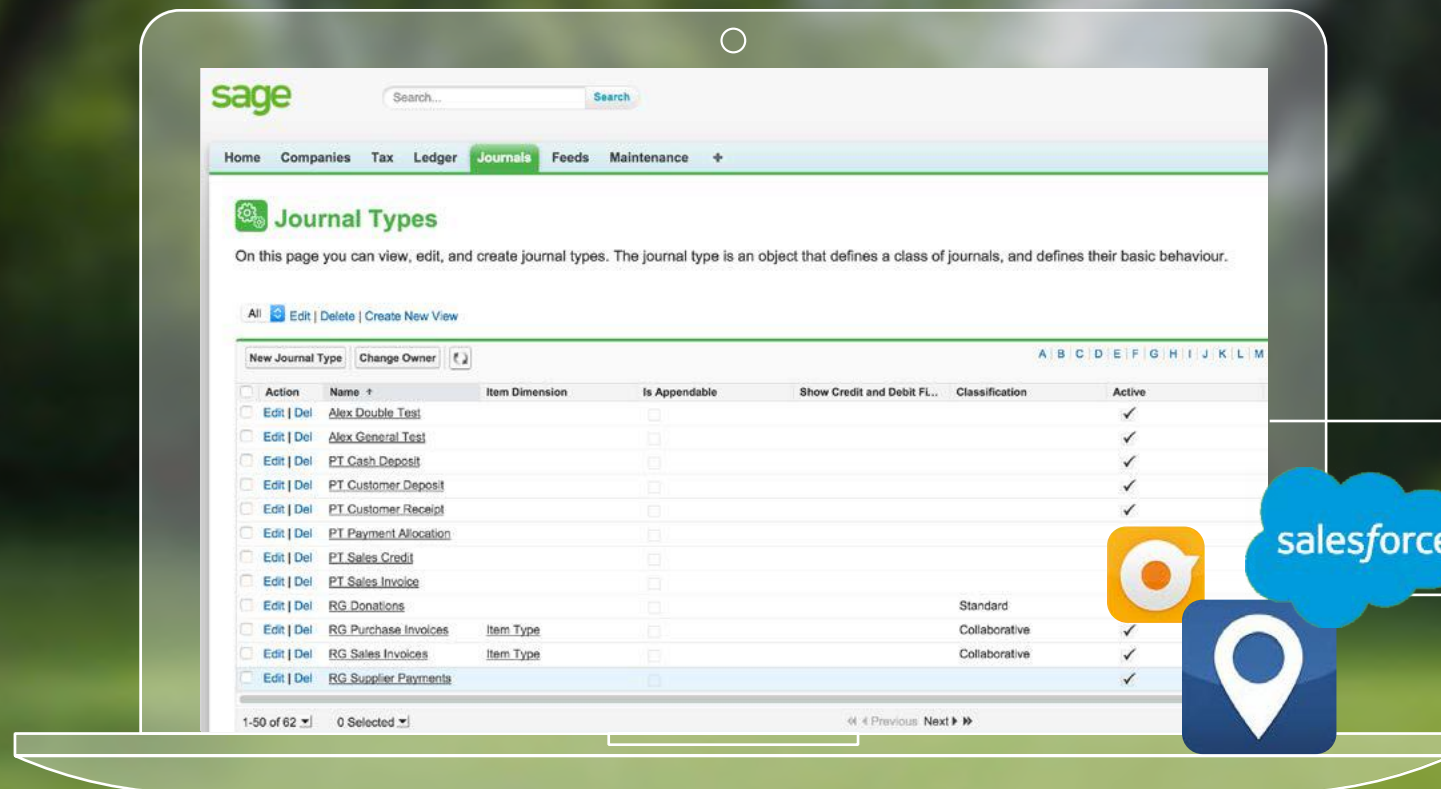 sage
Search... Search
Home Companies Tax Ledger Journals Feeds Maintenance +
Journal Types
On this page you can view, edit, and create journal types. The journal type is an object that defines a class of journals, and defines their basic behaviour.
All Edit | Delete | Create New View
New Journal Type Change Owner A | B | C | D | E | F | G | H | I | J | K | L | M
Action Name ↑ Item Dimension Is Appendable Show Credit and Debit Fi... Classification Active
Edit | Del Alex Double Test ✓
Edit | Del Alex General Test ✓
Edit | Del PT Cash Deposit ✓
Edit | Del PT Customer Deposit ✓
Edit | Del PT Customer Receipt ✓
Edit | Del PT Payment Allocation
Edit | Del PT Sales Credit
Edit | Del PT Sales Invoice
Edit | Del RG Donations Standard
Edit | Del RG Purchase Invoices Item Type Collaborative ✓
Edit | Del RG Sales Invoices Item Type Collaborative ✓
Edit | Del RG Supplier Payments ✓
1-50 of 62 0 Selected Previous Next
salesforce